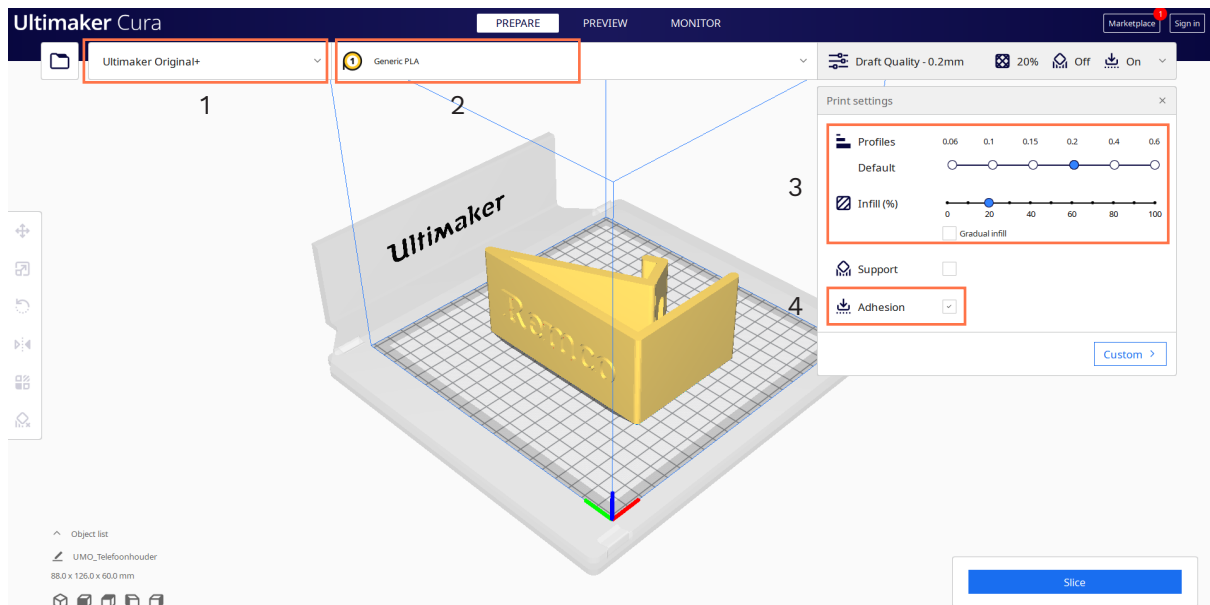 Ultimaker Cura
PREPARE PREVIEW MONITOR
1
Marketplace Sign in
Ultimaker Original+
1 Generic PLA
Draft Quality - 0.2mm 20% Off On
1
2
Print settings ×
Profiles 0.06 0.1 0.15 0.2 0.4 0.6
Default
3
Infill (%)
0 20 40 60 80 100
Gradual infill
Ultimaker
Support
4
Adhesion
Remco
Custom >
Object list
UMO_Telefoonhouder
88.0 x 126.0 x 60.0 mm
Slice